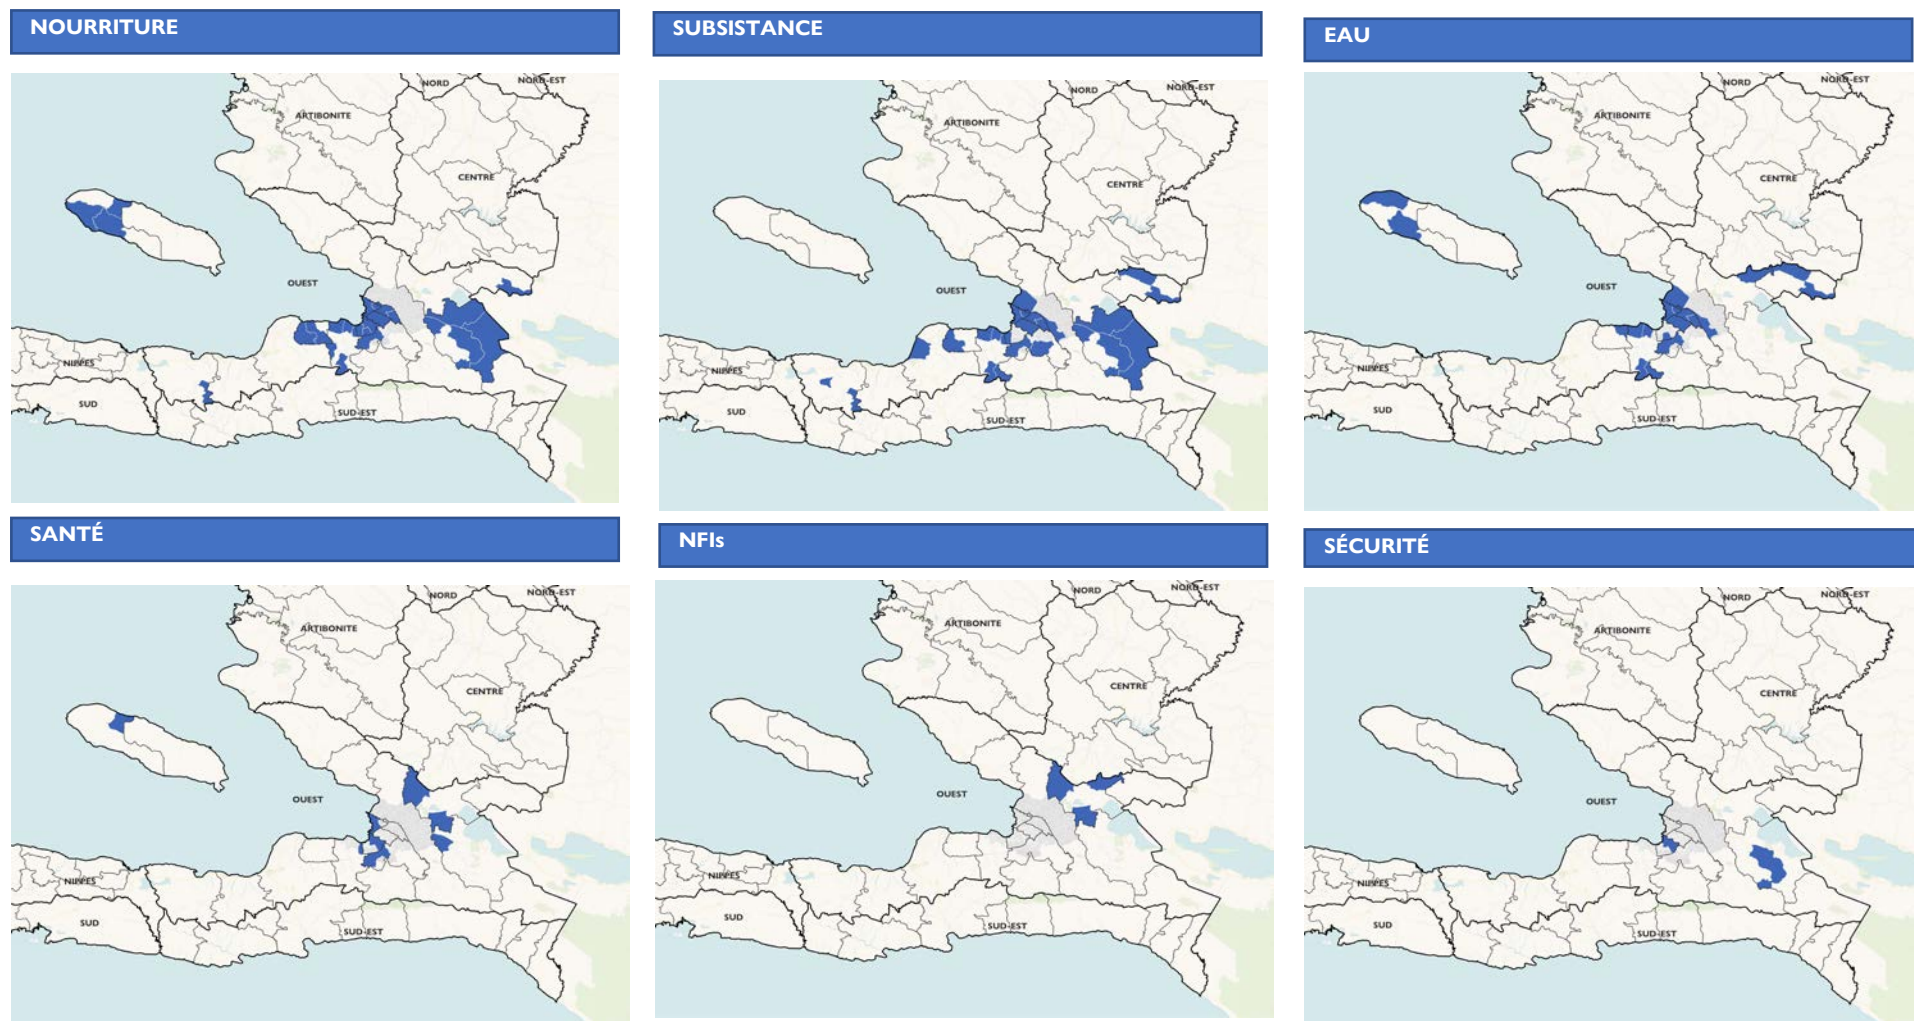 NOURRITURE
NORD
NORD-EST
ARTIBONITE
CENTRE
OUEST
NIPPES
SUD
SUD-EST
SUBSISTANCE
NORD
NORD-EST
ARTIBONITE
CENTRE
OUEST
NIPPES
SUD
SUD-EST
EAU
NORD
NORD-EST
ARTIBONITE
CENTRE
OUEST
NIPPES
SUD
SUD-EST
SANTÉ
NORD
NORD-EST
ARTIBONITE
CENTRE
OUEST
NIPPES
SUD
SUD-EST
NFIs
NORD
NORD-EST
ARTIBONITE
CENTRE
OUEST
NIPPES
SUD
SUD-EST
SÉCURITÉ
NORD
NORD-EST
ARTIBONITE
CENTRE
OUEST
NIPPES
SUD
SUD-EST